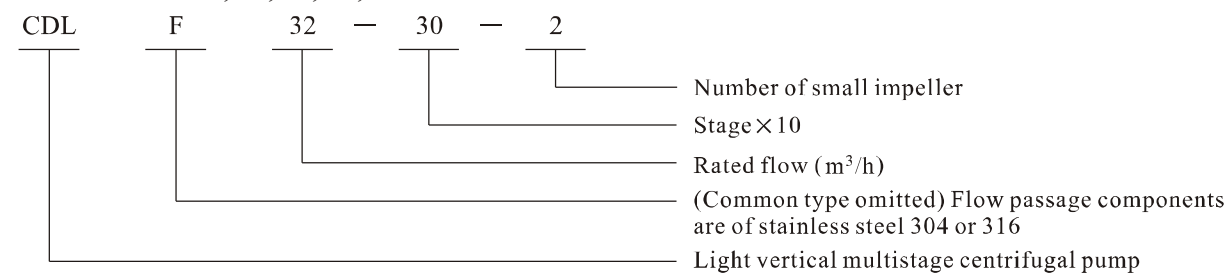 CDL F 32 — 30 — 2
Number of small impeller
Stage×10
Rated flow (m³/h)
(Common type omitted) Flow passage components
are of stainless steel 304 or 316
Light vertical multistage centrifugal pump